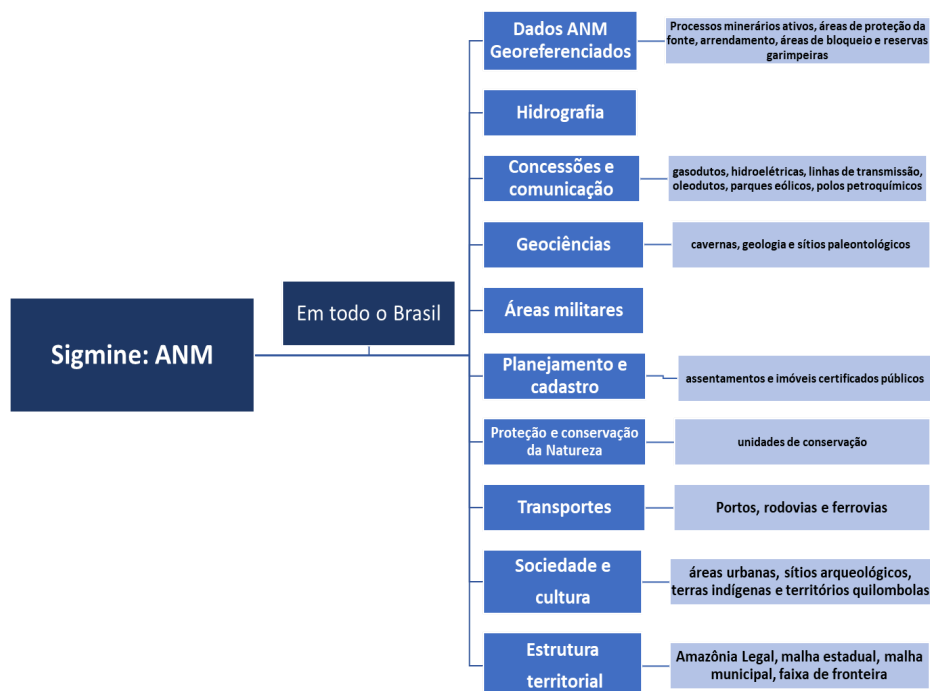 Sigmine: ANM
Em todo o Brasil
Dados ANM
Georeferenciados
Processos minerários ativos, áreas de proteção da
fonte, arrendamento, áreas de bloqueio e reservas
garimpeiras
Hidrografia
Concessões e
comunicação
gasodutos, hidroelétricas, linhas de transmissão,
oleodutos, parques eólicos, polos petroquímicos
Geociências
cavernas, geologia e sítios paleontológicos
Áreas militares
Planejamento e
cadastro
assentamentos e imóveis certificados públicos
Proteção e conservação
da Natureza
unidades de conservação
Transportes
Portos, rodovias e ferrovias
Sociedade e
cultura
áreas urbanas, sítios arqueológicos,
terras indígenas e territórios quilombolas
Estrutura
territorial
Amazônia Legal, malha estadual, malha
municipal, faixa de fronteira